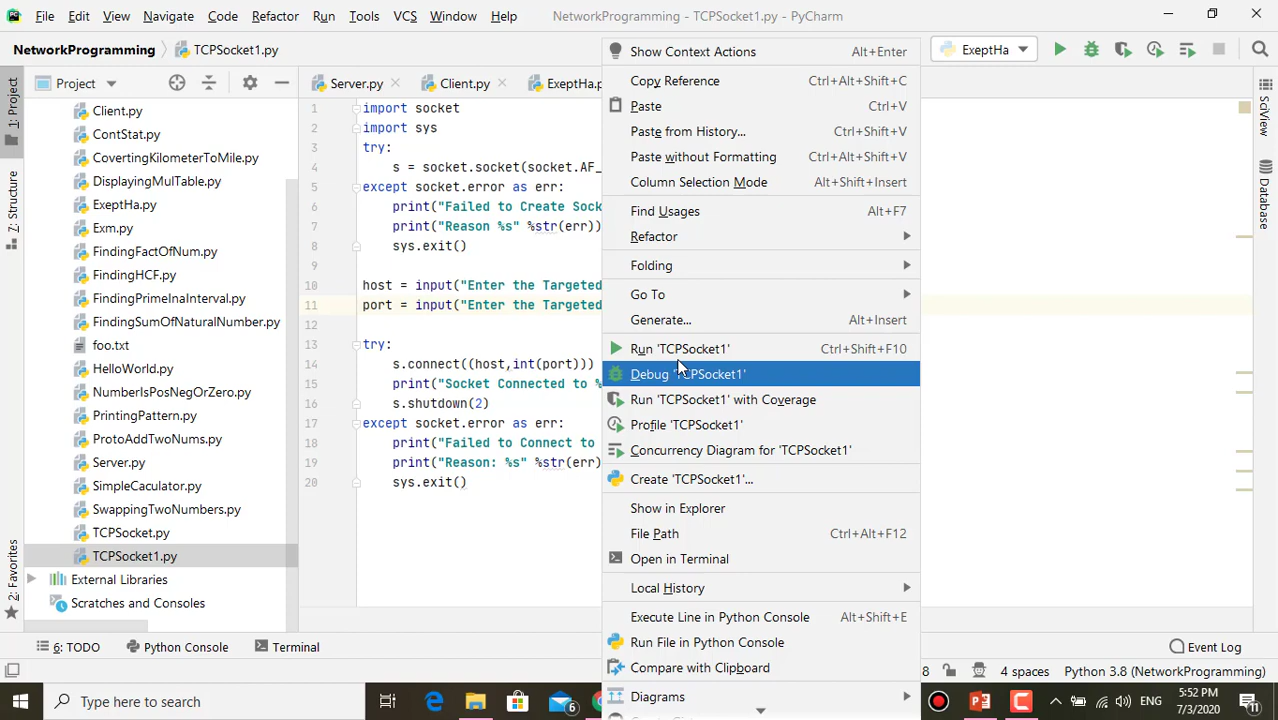 File Edit View Navigate Code Refactor Run Tools VCS Window Help NetworkProgramming - TCPSocket1.py - PyCharm
NetworkProgramming TCPSocket1.py
ExeptHa
Project
Server.py
Client.py
ExeptHa.p
1: Project
7: Structure
2: Favorites
SciView
Database
Client.py
ContStat.py
CovertingKilometerToMile.py
DisplayingMulTable.py
ExeptHa.py
Exm.py
FindingFactOfNum.py
FindingHCF.py
FindingPrimeInaInterval.py
FindingSumOfNaturalNumber.py
foo.txt
HelloWorld.py
NumberIsPosNegOrZero.py
PrintingPattern.py
ProtoAddTwoNums.py
Server.py
SimpleCaculator.py
SwappingTwoNumbers.py
TCPSocket.py
TCPSocket1.py
External Libraries
Scratches and Consoles
1 import socket
2 import sys
3 try:
4 s = socket.socket(socket.AF_
5 except socket.error as err:
6 print("Failed to Create Sock
7 print("Reason %s" %str(err))
8 sys.exit()
9
10 host = input("Enter the Targeted
11 port = input("Enter the Targeted
12
13 try:
14 s.connect((host,int(port)))
15 print("Socket Connected to %
16 s.shutdown(2)
17 except socket.error as err:
18 print("Failed to Connect to
19 print("Reason: %s" %str(err)
20 sys.exit()
Show Context Actions Alt+Enter
Copy Reference Ctrl+Alt+Shift+C
Paste Ctrl+V
Paste from History... Ctrl+Shift+V
Paste without Formatting Ctrl+Alt+Shift+V
Column Selection Mode Alt+Shift+Insert
Find Usages Alt+F7
Refactor
Folding
Go To
Generate... Alt+Insert
Run 'TCPSocket1' Ctrl+Shift+F10
Debug 'TCPSocket1'
Run 'TCPSocket1' with Coverage
Profile 'TCPSocket1'
Concurrency Diagram for 'TCPSocket1'
Create 'TCPSocket1'...
Show in Explorer
File Path Ctrl+Alt+F12
Open in Terminal
Local History
Execute Line in Python Console Alt+Shift+E
Run File in Python Console
Compare with Clipboard
Diagrams
6: TODO Python Console Terminal Event Log
8 4 spaces Python 3.8 (NetworkProgramming)
Type here to search
6
ENG
5:52 PM
7/3/2020
11